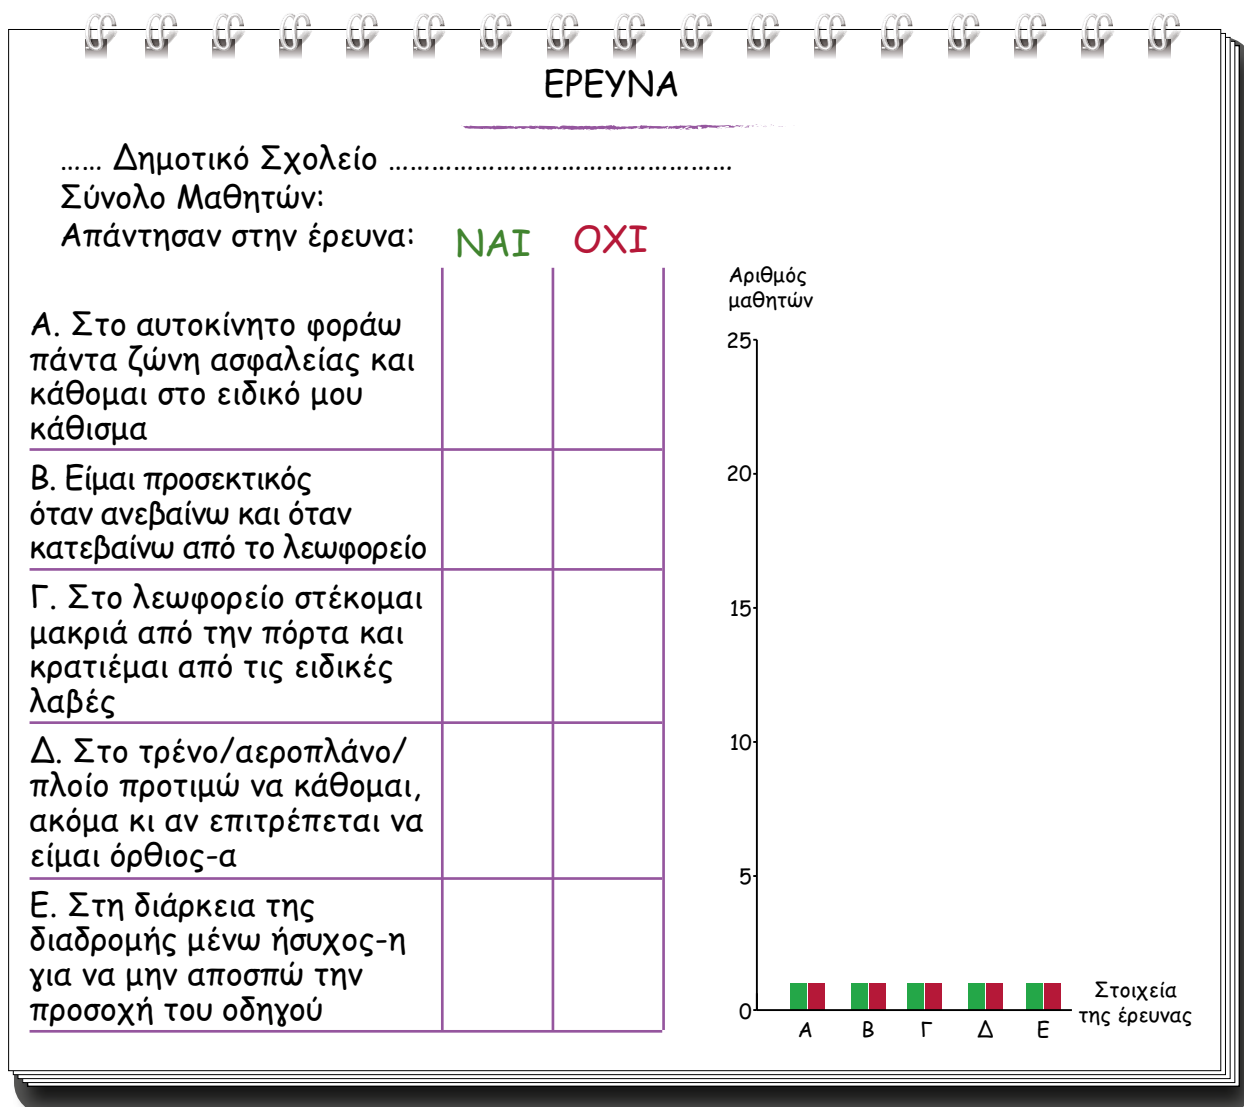 ΕΡΕΥΝΑ
...... Δημοτικό Σχολείο ................................................
Σύνολο Μαθητών:
Απάντησαν στην έρευνα:
ΝΑΙ ΟΧΙ
Α. Στο αυτοκίνητο φοράω
πάντα ζώνη ασφαλείας και
κάθομαι στο ειδικό μου
κάθισμα
Β. Είμαι προσεκτικός
όταν ανεβαίνω και όταν
κατεβαίνω από το λεωφορείο
Γ. Στο λεωφορείο στέκομαι
μακριά από την πόρτα και
κρατιέμαι από τις ειδικές
λαβές
Δ. Στο τρένο/αεροπλάνο/
πλοίο προτιμώ να κάθομαι,
ακόμα κι αν επιτρέπεται να
είμαι όρθιος-α
Ε. Στη διάρκεια της
διαδρομής μένω ήσυχος-η
για να μην αποσπώ την
προσοχή του οδηγού
Αριθμός
μαθητών
25
20
15
10
5
0
Α Β Γ Δ Ε
Στοιχεία
της έρευνας